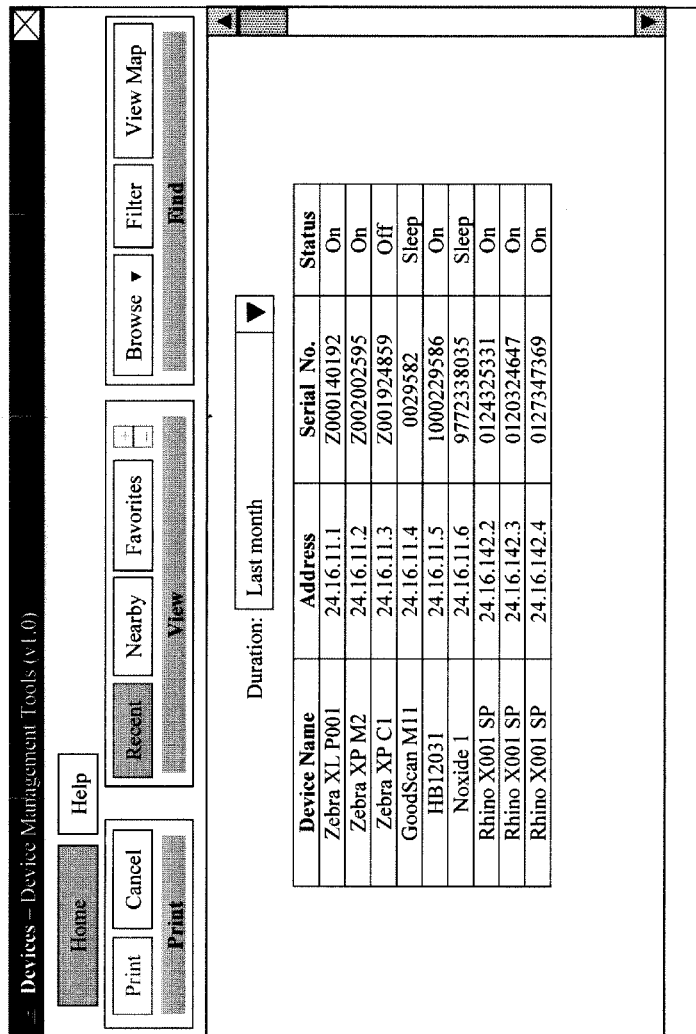 Devices – Device Management Tools (v1.0)
Home Help
Print Cancel
Print
Recent Nearby Favorites + −
View
Browse ▼ Filter View Map
Find
Duration: Last month ▼
Device Name Address Serial No. Status
Zebra XL P001 24.16.11.1 Z000140192 On
Zebra XP M2 24.16.11.2 Z002002595 On
Zebra XP C1 24.16.11.3 Z001924859 Off
GoodScan M11 24.16.11.4 0029582 Sleep
HB12031 24.16.11.5 1000229586 On
Noxide 1 24.16.11.6 9772338035 Sleep
Rhino X001 SP 24.16.142.2 0124325331 On
Rhino X001 SP 24.16.142.3 0120324647 On
Rhino X001 SP 24.16.142.4 0127347369 On